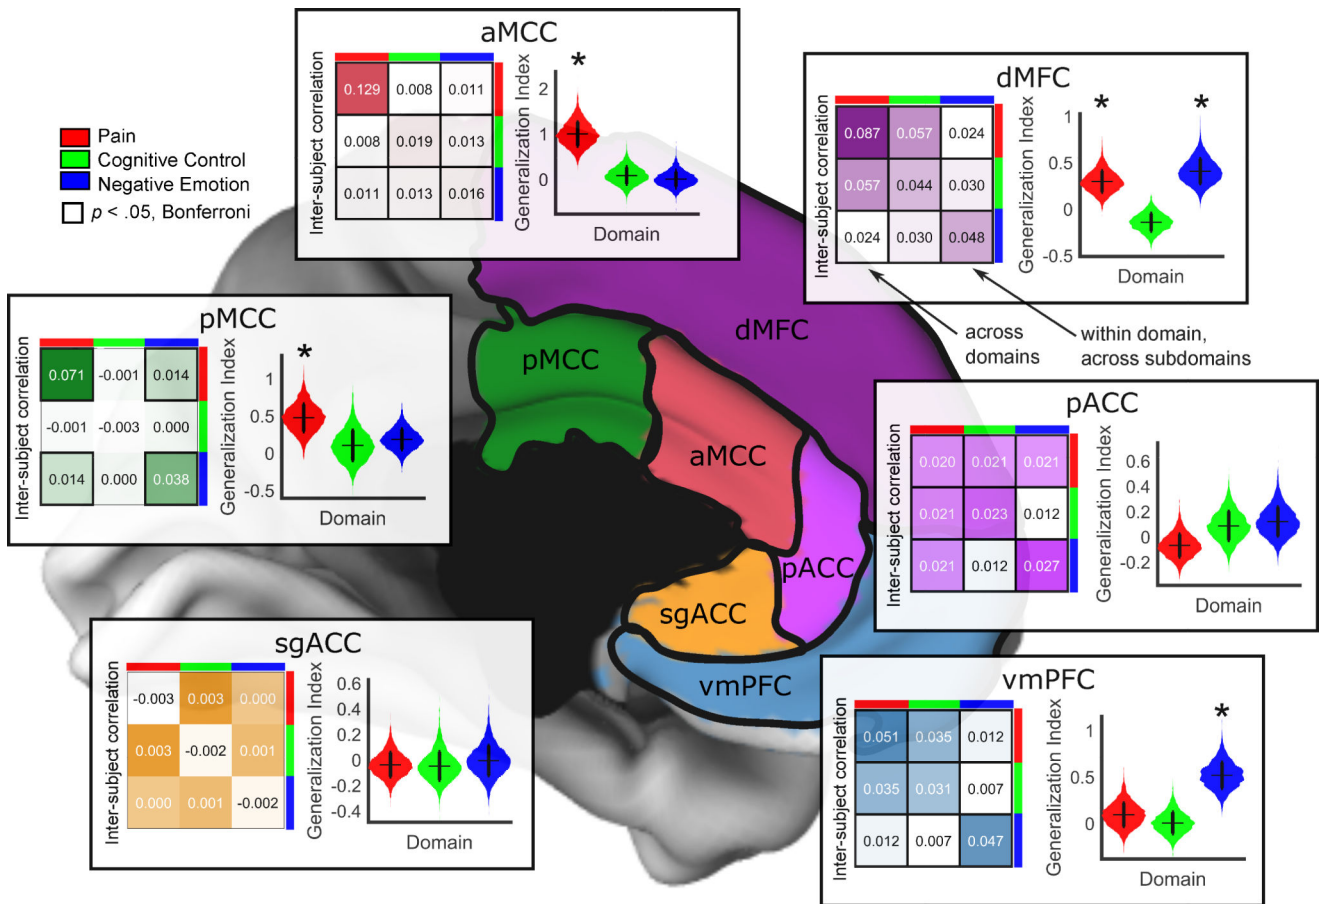 aMCC
Inter-subject correlation
0.129 0.008 0.011
0.008 0.019 0.013
0.011 0.013 0.016
Generalization Index
*
2
1
0
Domain
dMFC
Inter-subject correlation
0.087 0.057 0.024
0.057 0.044 0.030
0.024 0.030 0.048
Generalization Index
* *
1
0.5
0
-0.5
Domain
across
domains
within domain,
across subdomains
Pain
Cognitive Control
Negative Emotion
p < .05, Bonferroni
pMCC
Inter-subject correlation
0.071 -0.001 0.014
-0.001 -0.003 0.000
0.014 0.000 0.038
Generalization Index
*
1
0.5
0
-0.5
Domain
dMFC
pMCC
aMCC
pACC
sgACC
vmPFC
pACC
Inter-subject correlation
0.020 0.021 0.021
0.021 0.023 0.012
0.021 0.012 0.027
Generalization Index
0.6
0.4
0.2
0
-0.2
Domain
sgACC
Inter-subject correlation
-0.003 0.003 0.000
0.003 -0.002 0.001
0.000 0.001 -0.002
Generalization Index
0.6
0.4
0.2
0
-0.2
-0.4
Domain
vmPFC
Inter-subject correlation
0.051 0.035 0.012
0.035 0.031 0.007
0.012 0.007 0.047
Generalization Index
*
1
0.5
0
Domain